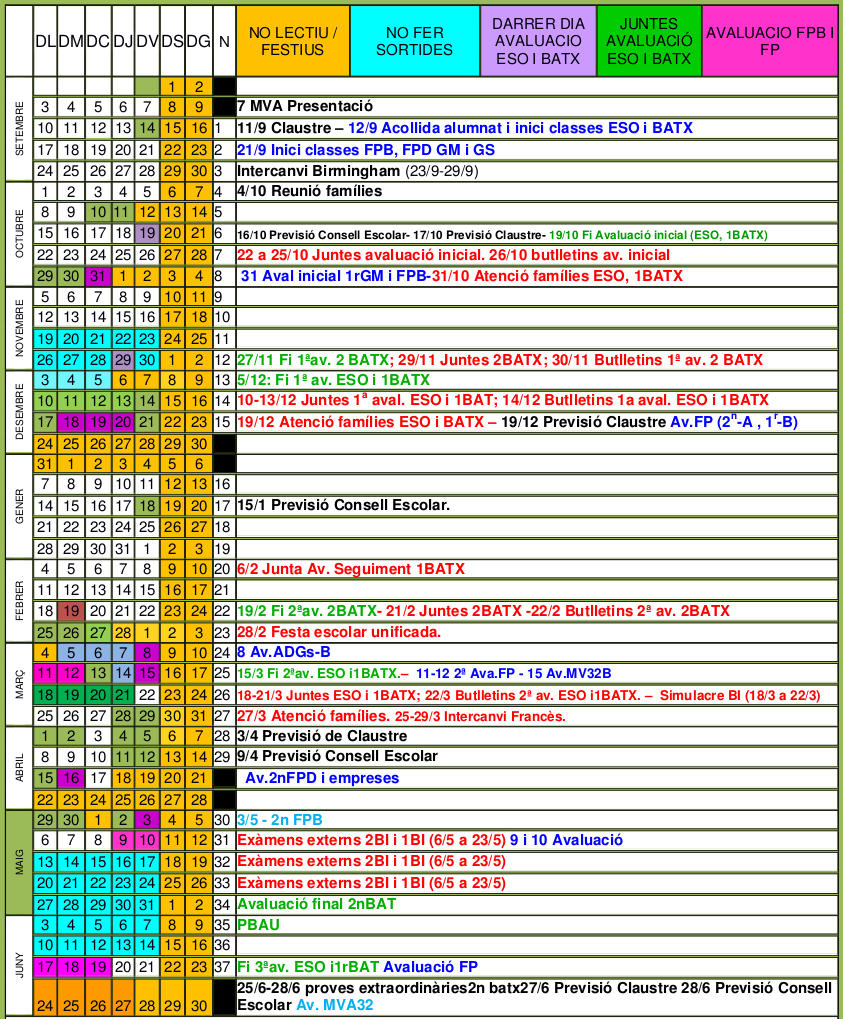 DL DM DC DJ DV DS DG N NO LECTIU / FESTIUS NO FER SORTIDES DARRER DIA AVALUACIO ESO I BATX JUNTES AVALUACIÓ ESO I BATX AVALUACIO FPB I FP
SETEMBRE
1 2
3 4 5 6 7 8 9 7 MVA Presentació
10 11 12 13 14 15 16 1 11/9 Claustre – 12/9 Acollida alumnat i inici classes ESO i BATX
17 18 19 20 21 22 23 2 21/9 Inici classes FPB, FPD GM i GS
24 25 26 27 28 29 30 3 Intercanvi Birmingham (23/9-29/9)
OCTUBRE
1 2 3 4 5 6 7 4 4/10 Reunió famílies
8 9 10 11 12 13 14 5
15 16 17 18 19 20 21 6 16/10 Previsió Consell Escolar- 17/10 Previsió Claustre- 19/10 Fi Avaluació inicial (ESO, 1BATX)
22 23 24 25 26 27 28 7 22 a 25/10 Juntes avaluació inicial. 26/10 butlletins av. inicial
29 30 31 1 2 3 4 8 31 Aval inicial 1rGM i FPB-31/10 Atenció famílies ESO, 1BATX
NOVEMBRE
5 6 7 8 9 10 11 9
12 13 14 15 16 17 18 10
19 20 21 22 23 24 25 11
26 27 28 29 30 1 2 12 27/11 Fi 1ªav. 2 BATX; 29/11 Juntes 2BATX; 30/11 Butlletins 1ª av. 2 BATX
DESEMBRE
3 4 5 6 7 8 9 13 5/12: Fi 1ª av. ESO i 1BATX
10 11 12 13 14 15 16 14 10-13/12 Juntes 1ª aval. ESO i 1BAT; 14/12 Butlletins 1a aval. ESO i 1BATX
17 18 19 20 21 22 23 15 19/12 Atenció famílies ESO i BATX – 19/12 Previsió Claustre Av.FP (2ⁿ-A , 1ʳ-B)
24 25 26 27 28 29 30
GENER
31 1 2 3 4 5 6
7 8 9 10 11 12 13 16
14 15 16 17 18 19 20 17 15/1 Previsió Consell Escolar.
21 22 23 24 25 26 27 18
28 29 30 31 1 2 3 19
FEBRER
4 5 6 7 8 9 10 20 6/2 Junta Av. Seguiment 1BATX
11 12 13 14 15 16 17 21
18 19 20 21 22 23 24 22 19/2 Fi 2ªav. 2BATX- 21/2 Juntes 2BATX -22/2 Butlletins 2ª av. 2BATX
25 26 27 28 1 2 3 23 28/2 Festa escolar unificada.
MARÇ
4 5 6 7 8 9 10 24 8 Av.ADGs-B
11 12 13 14 15 16 17 25 15/3 Fi 2ªav. ESO i1BATX.– 11-12 2ª Ava.FP - 15 Av.MV32B
18 19 20 21 22 23 24 26 18-21/3 Juntes ESO i 1BATX; 22/3 Butlletins 2ª av. ESO i1BATX. – Simulacre BI (18/3 a 22/3)
25 26 27 28 29 30 31 27 27/3 Atenció famílies. 25-29/3 Intercanvi Francès.
ABRIL
1 2 3 4 5 6 7 28 3/4 Previsió de Claustre
8 9 10 11 12 13 14 29 9/4 Previsió Consell Escolar
15 16 17 18 19 20 21 Av.2nFPD i empreses
22 23 24 25 26 27 28
MAIG
29 30 1 2 3 4 5 30 3/5 - 2n FPB
6 7 8 9 10 11 12 31 Exàmens externs 2BI i 1BI (6/5 a 23/5) 9 i 10 Avaluació
13 14 15 16 17 18 19 32 Exàmens externs 2BI i 1BI (6/5 a 23/5)
20 21 22 23 24 25 26 33 Exàmens externs 2BI i 1BI (6/5 a 23/5)
27 28 29 30 31 1 2 34 Avaluació final 2nBAT
JUNY
3 4 5 6 7 8 9 35 PBAU
10 11 12 13 14 15 16 36
17 18 19 20 21 22 23 37 Fi 3ªav. ESO i1rBAT Avaluació FP
25/6-28/6 proves extraordinàries2n batx27/6 Previsió Claustre 28/6 Previsió Consell
24 25 26 27 28 29 30 Escolar Av. MVA32